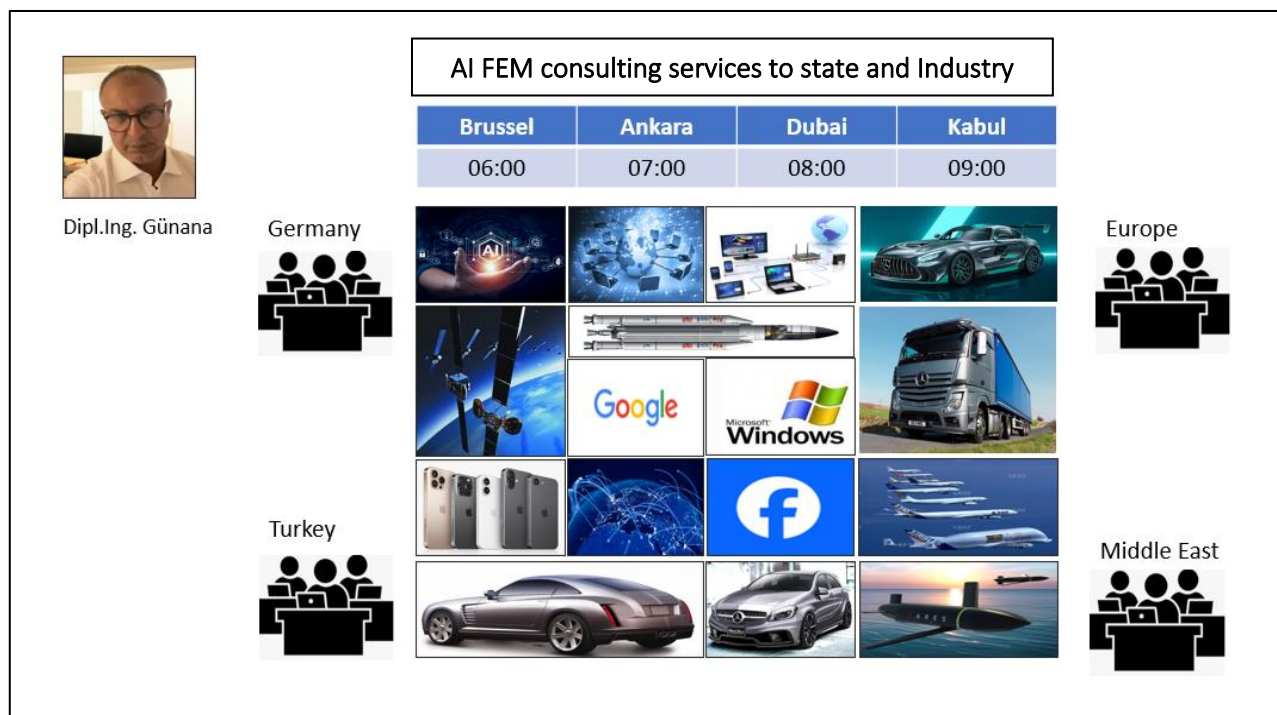 AI FEM consulting services to state and Industry
Brussel Ankara Dubai Kabul
06:00 07:00 08:00 09:00
Dipl.Ing. Günana
Germany
Europe
AI
Google
Microsoft
Windows
Turkey
Middle East
ARES